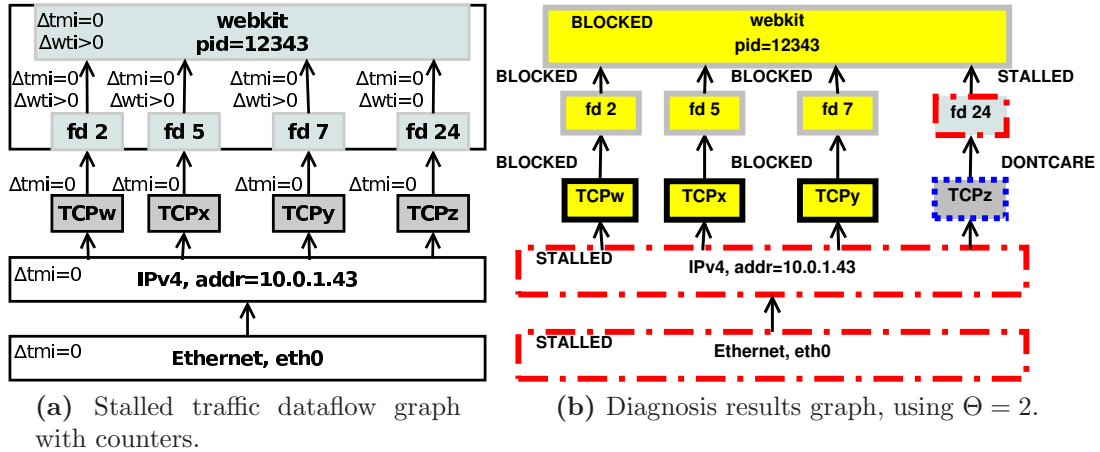 Δtmi=0
Δwti>0
webkit
pid=12343
Δtmi=0 Δtmi=0 Δtmi=0 Δtmi=0
Δwti>0 Δwti>0 Δwti>0 Δwti=0
fd 2 fd 5 fd 7 fd 24
Δtmi=0 Δtmi=0 Δtmi=0 Δtmi=0
TCPw TCPx TCPy TCPz
Δtmi=0 IPv4, addr=10.0.1.43
Δtmi=0 Ethernet, eth0
(a) Stalled traffic dataflow graph
with counters.
BLOCKED webkit
pid=12343
BLOCKED BLOCKED STALLED
fd 2 fd 5 fd 7 fd 24
BLOCKED BLOCKED DONTCARE
TCPw TCPx TCPy TCPz
STALLED
IPv4, addr=10.0.1.43
STALLED
Ethernet, eth0
(b) Diagnosis results graph, using Θ = 2.